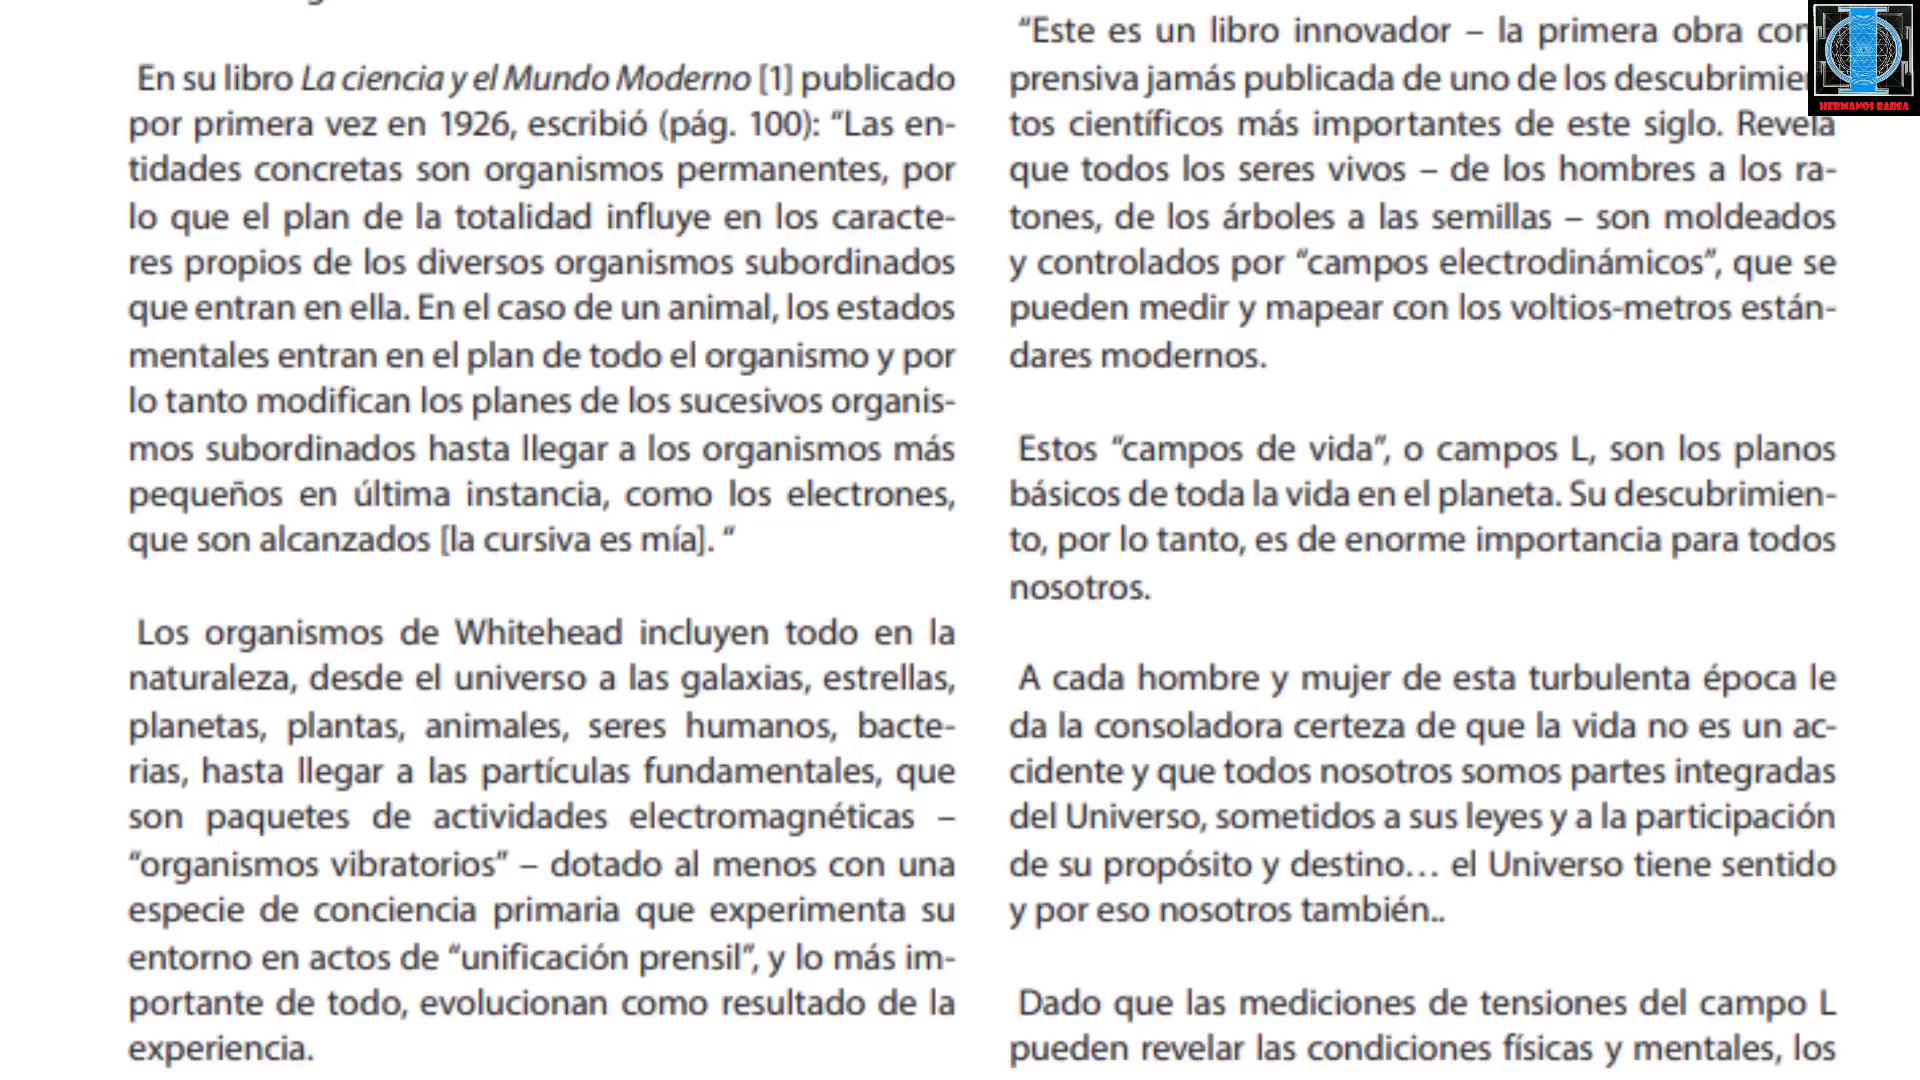 En su libro La ciencia y el Mundo Moderno [1] publicado
por primera vez en 1926, escribió (pág. 100): “Las en-
tidades concretas son organismos permanentes, por
lo que el plan de la totalidad influye en los caracte-
res propios de los diversos organismos subordinados
que entran en ella. En el caso de un animal, los estados
mentales entran en el plan de todo el organismo y por
lo tanto modifican los planes de los sucesivos organis-
mos subordinados hasta llegar a los organismos más
pequeños en última instancia, como los electrones,
que son alcanzados [la cursiva es mía]. “
Los organismos de Whitehead incluyen todo en la
naturaleza, desde el universo a las galaxias, estrellas,
planetas, plantas, animales, seres humanos, bacte-
rias, hasta llegar a las partículas fundamentales, que
son paquetes de actividades electromagnéticas –
“organismos vibratorios” – dotado al menos con una
especie de conciencia primaria que experimenta su
entorno en actos de “unificación prensil”, y lo más im-
portante de todo, evolucionan como resultado de la
experiencia.
“Este es un libro innovador – la primera obra com
prensiva jamás publicada de uno de los descubrimien
tos científicos más importantes de este siglo. Revela
que todos los seres vivos – de los hombres a los ra-
tones, de los árboles a las semillas – son moldeados
y controlados por “campos electrodinámicos”, que se
pueden medir y mapear con los voltios-metros están-
dares modernos.
Estos “campos de vida”, o campos L, son los planos
básicos de toda la vida en el planeta. Su descubrimien-
to, por lo tanto, es de enorme importancia para todos
nosotros.
A cada hombre y mujer de esta turbulenta época le
da la consoladora certeza de que la vida no es un ac-
cidente y que todos nosotros somos partes integradas
del Universo, sometidos a sus leyes y a la participación
de su propósito y destino… el Universo tiene sentido
y por eso nosotros también..
Dado que las mediciones de tensiones del campo L
pueden revelar las condiciones físicas y mentales, los
HERMANOS BAREA